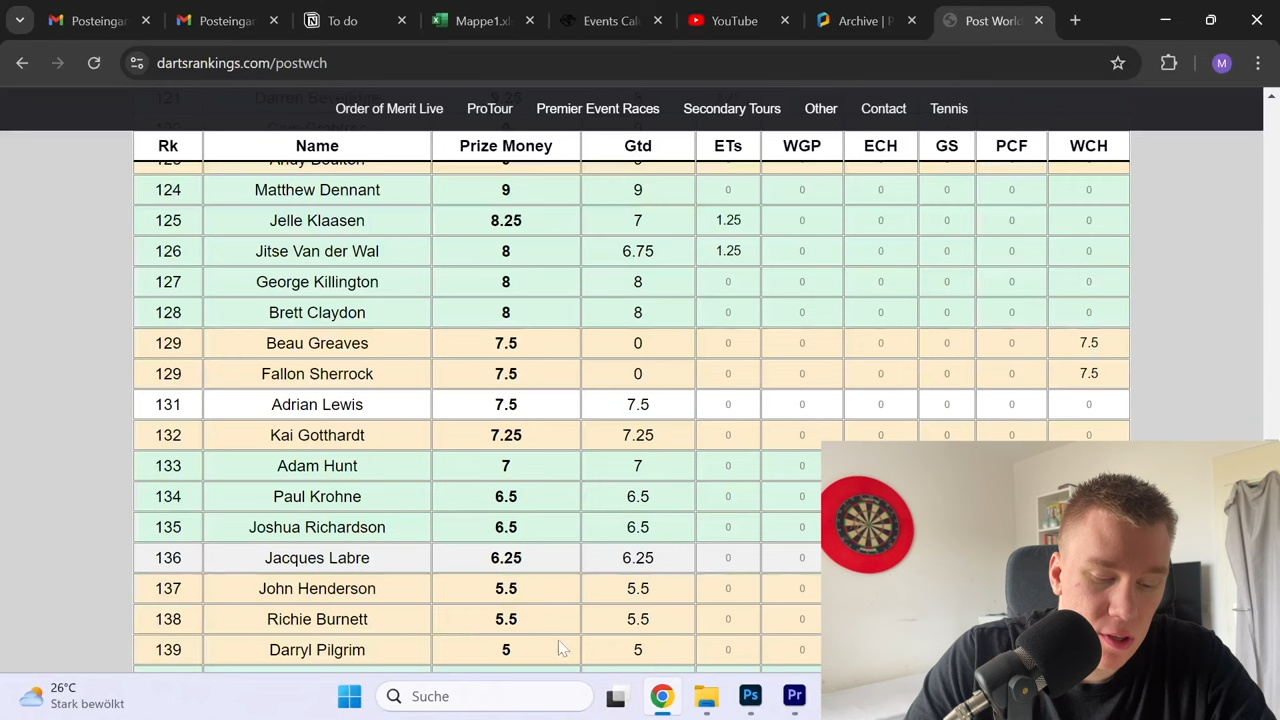 Posteingan
Posteingan
To do
Mappe1.xls
Events Cal
YouTube
Archive | P
Post World
dartsrankings.com/postwch
M
Order of Merit Live ProTour Premier Event Races Secondary Tours Other Contact Tennis
Rk Name Prize Money Gtd ETs WGP ECH GS PCF WCH
124 Matthew Dennant 9 9 0 0 0 0 0 0
125 Jelle Klaasen 8.25 7 1.25 0 0 0 0 0
126 Jitse Van der Wal 8 6.75 1.25 0 0 0 0 0
127 George Killington 8 8 0 0 0 0 0 0
128 Brett Claydon 8 8 0 0 0 0 0 0
129 Beau Greaves 7.5 0 0 0 0 0 0 7.5
129 Fallon Sherrock 7.5 0 0 0 0 0 0 7.5
131 Adrian Lewis 7.5 7.5 0 0 0 0 0 0
132 Kai Gotthardt 7.25 7.25 0 0 0 0 0 0
133 Adam Hunt 7 7 0 0
134 Paul Krohne 6.5 6.5 0 0
135 Joshua Richardson 6.5 6.5 0 0
136 Jacques Labre 6.25 6.25 0 0
137 John Henderson 5.5 5.5 0 0
138 Richie Burnett 5.5 5.5 0 0
139 Darryl Pilgrim 5 5 0 0
26°C
Stark bewölkt
Suche
Ps
Pr